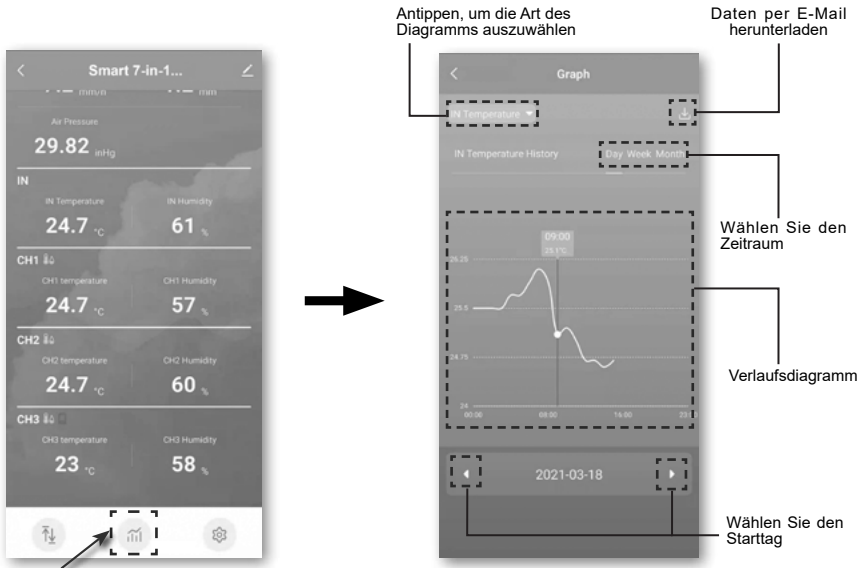 Antippen, um die Art des
Diagramms auszuwählen
Daten per E-Mail
herunterladen
Smart 7-in-1...
mm/h
mm
Air Pressure
29.82 inHg
IN
IN Temperature
IN Humidity
24.7 °C
61 %
CH1
CH1 temperature
CH1 Humidity
24.7 °C
57 %
CH2
CH2 temperature
CH2 Humidity
24.7 °C
60 %
CH3
CH3 temperature
CH3 Humidity
23 °C
58 %
Graph
IN Temperature
IN Temperature History
Day Week Month
09:00
25.1°C
26.25
25.5
24.75
24
00:00 08:00 16:00
2021-03-18
Wählen Sie den
Zeitraum
Verlaufsdiagramm
Wählen Sie den
Starttag